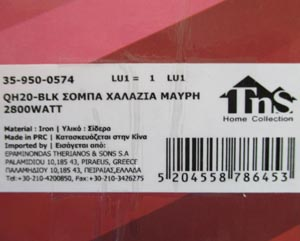 35-950-0574 LU1 = 1 LU1
QH20-BLK ΣΟΜΠΑ ΧΑΛΑΖΙΑ ΜΑΥΡΗ
2800WATT
TnS
Home Collection
Material : Iron | Υλικό : Σίδερο
Made in PRC | Κατασκευάζεται στην Κίνα
Imported by | Εισάγεται από:
EPAMINONDAS THERIANOS & SONS S.A
PALAMIDIOU 10,185 43, PIRAEUS, GREECE
ΠΑΛΑΜΗΔΙΟΥ 10,185 43, ΠΕΙΡΑΙΑΣ,ΕΛΛΑΔΑ
Tel:+30-210-4200850, Fax:+30-210-3426275
5 204558 786453